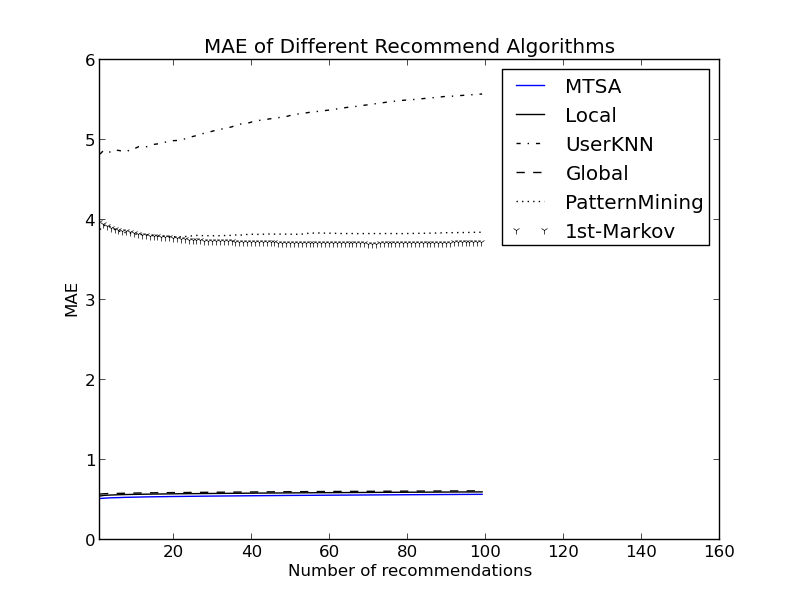 MAE of Different Recommend Algorithms
6
5
4
3
2
1
0
MAE
MTSA
Local
UserKNN
Global
PatternMining
1st-Markov
20 40 60 80 100 120 140 160
Number of recommendations